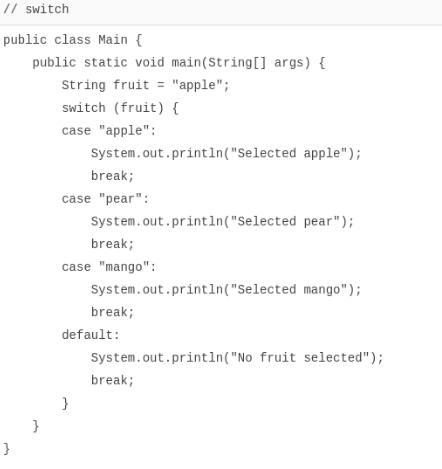 // switch
public class Main {
    public static void main(String[] args) {
        String fruit = "apple";
        switch (fruit) {
        case "apple":
            System.out.println("Selected apple");
            break;
        case "pear":
            System.out.println("Selected pear");
            break;
        case "mango":
            System.out.println("Selected mango");
            break;
        default:
            System.out.println("No fruit selected");
            break;
        }
    }
}